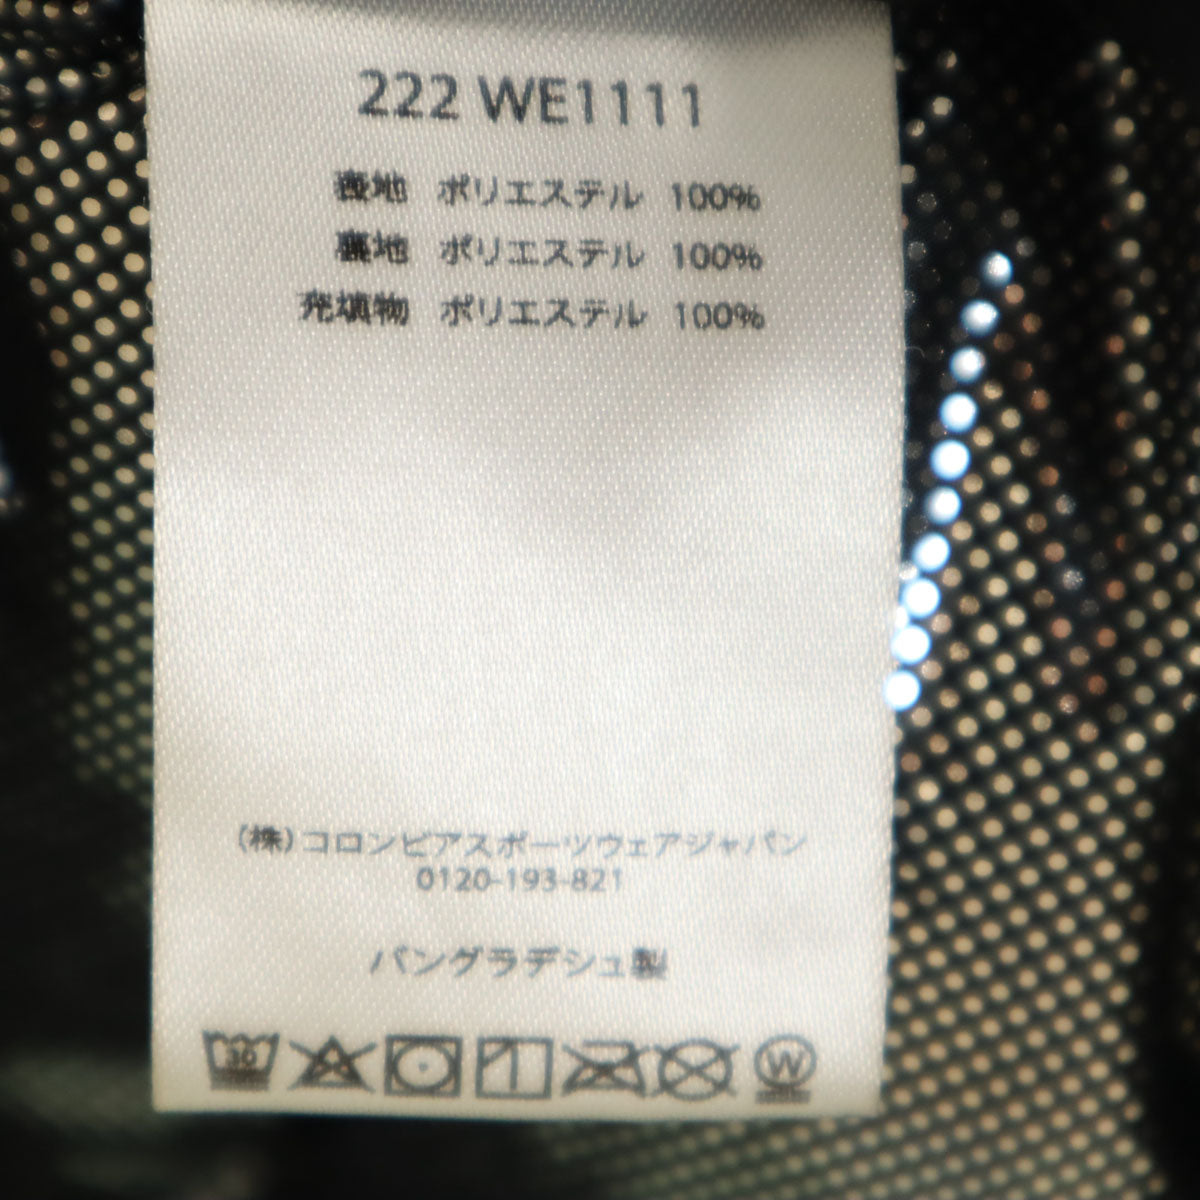 222 WE1111
表地 ポリエステル 100%
裏地 ポリエステル 100%
充填物 ポリエステル 100%
(株)コロンビアスポーツウェアジャパン
0120-193-821
バングラデシュ製
30
W